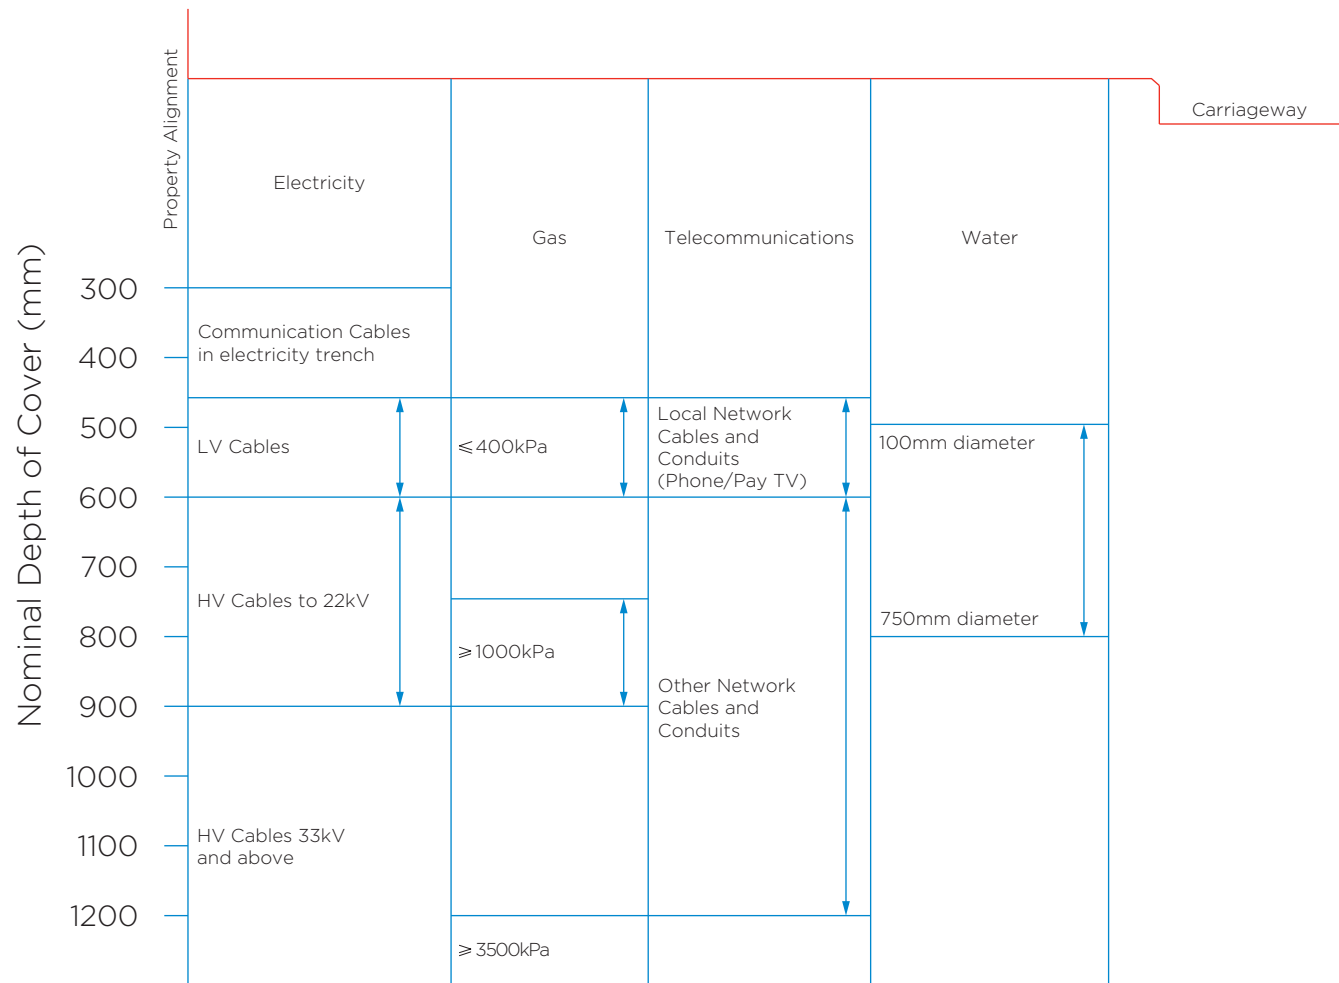 Property Alignment
Carriageway
Electricity
Gas
Telecommunications
Water
Nominal Depth of Cover (mm)
300
400
500
600
700
800
900
1000
1100
1200
Communication Cables
in electricity trench
LV Cables
HV Cables to 22kV
HV Cables 33kV
and above
⩽400kPa
⩾1000kPa
⩾3500kPa
Local Network
Cables and
Conduits
(Phone/Pay TV)
Other Network
Cables and
Conduits
100mm diameter
750mm diameter